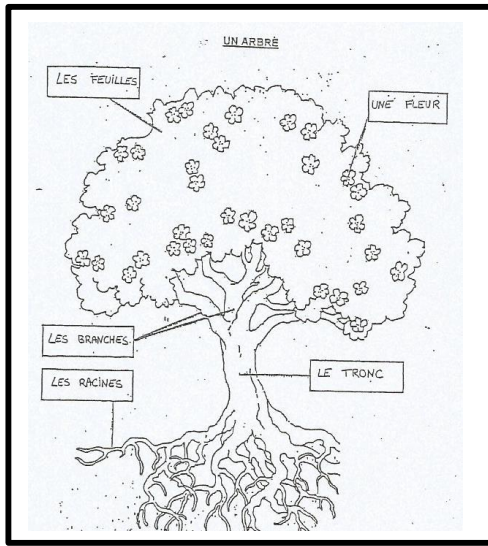 UN ARBRE
LES FEUILLES
UNE FLEUR
LES BRANCHES
LE TRONC
LES RACINES